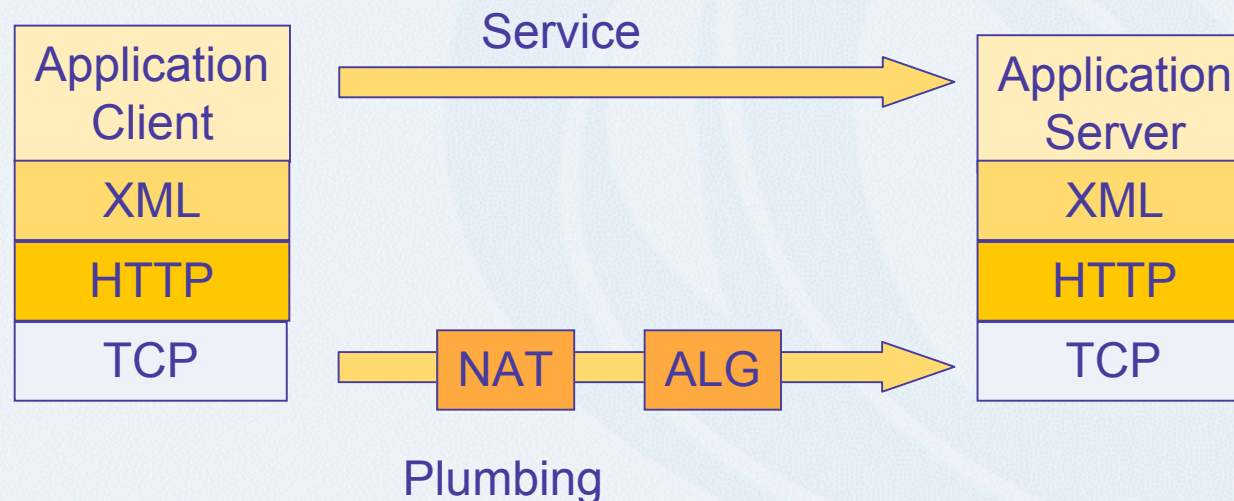 Application
Client
XML
HTTP
TCP
Service
NAT
ALG
Plumbing
Application
Server
XML
HTTP
TCP